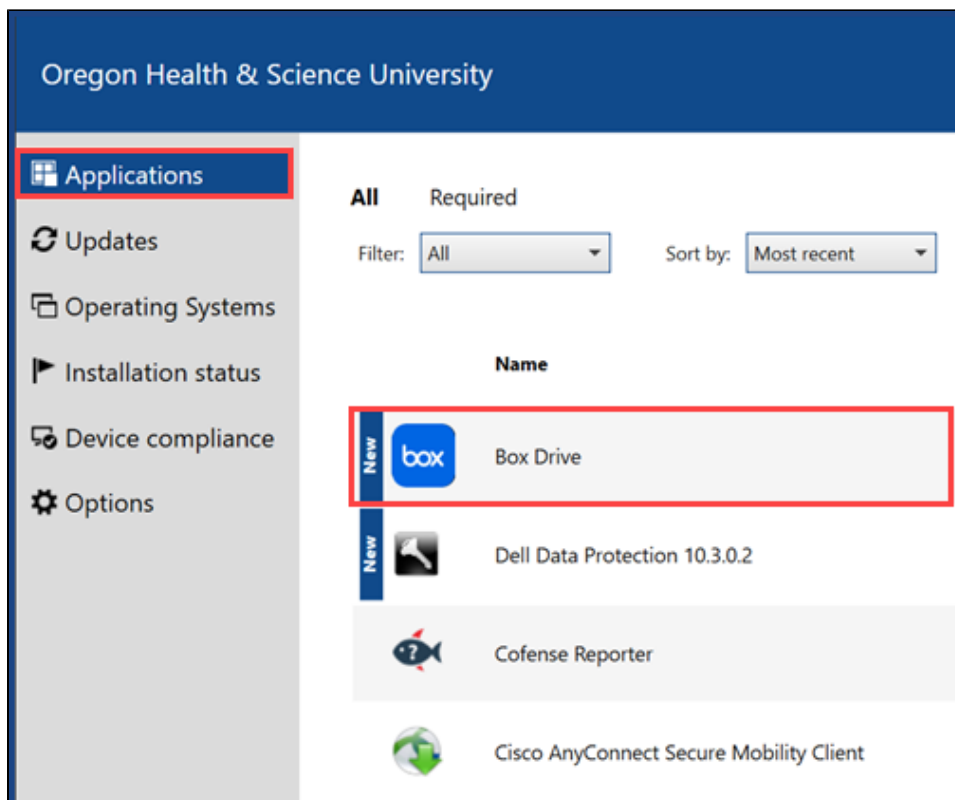 Oregon Health & Science University
Applications
Updates
Operating Systems
Installation status
Device compliance
Options
All Required
Filter: All Sort by: Most recent
Name
New box Box Drive
New Dell Data Protection 10.3.0.2
? Cofense Reporter
Cisco AnyConnect Secure Mobility Client